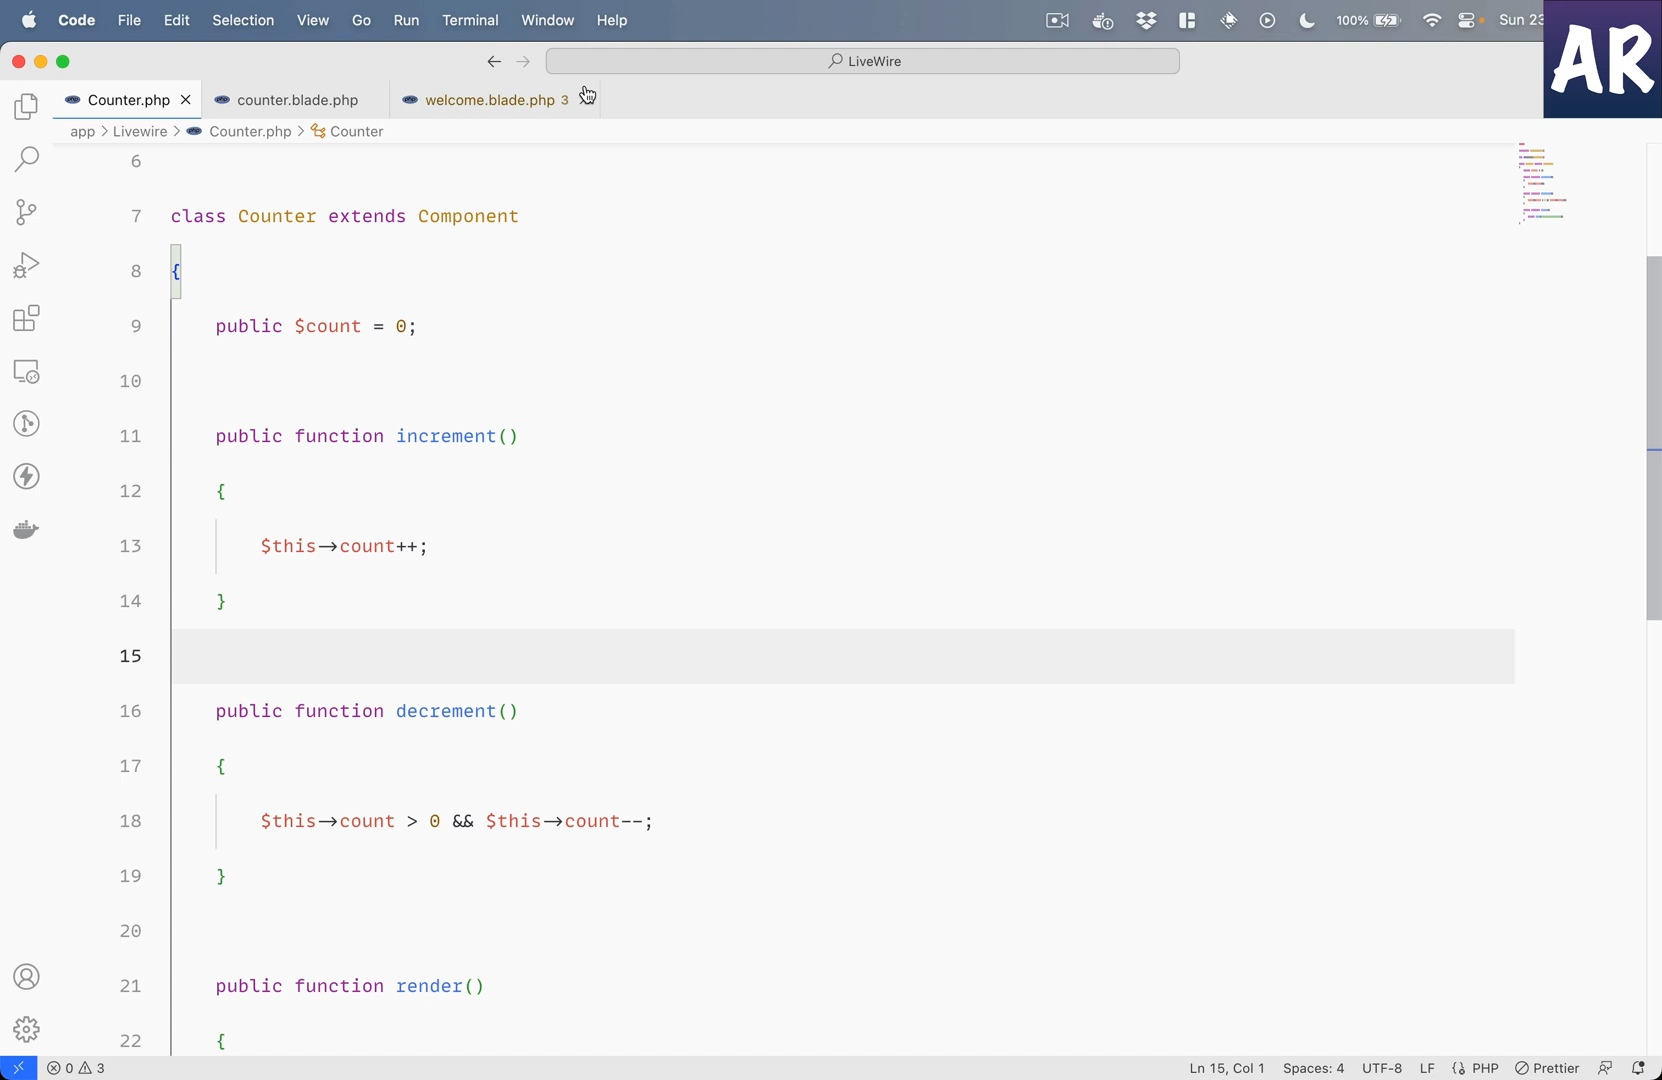 Code File Edit Selection View Go Run Terminal Window Help 100% Sun 23
AR
LiveWire
Counter.php counter.blade.php welcome.blade.php 3
app > Livewire > Counter.php > Counter
6
7 class Counter extends Component
8 {
9 public $count = 0;
10
11 public function increment()
12 {
13 $this->count++;
14 }
15
16 public function decrement()
17 {
18 $this->count > 0 && $this->count--;
19 }
20
21 public function render()
22 {
0 3 Ln 15, Col 1 Spaces: 4 UTF-8 LF {} PHP Prettier